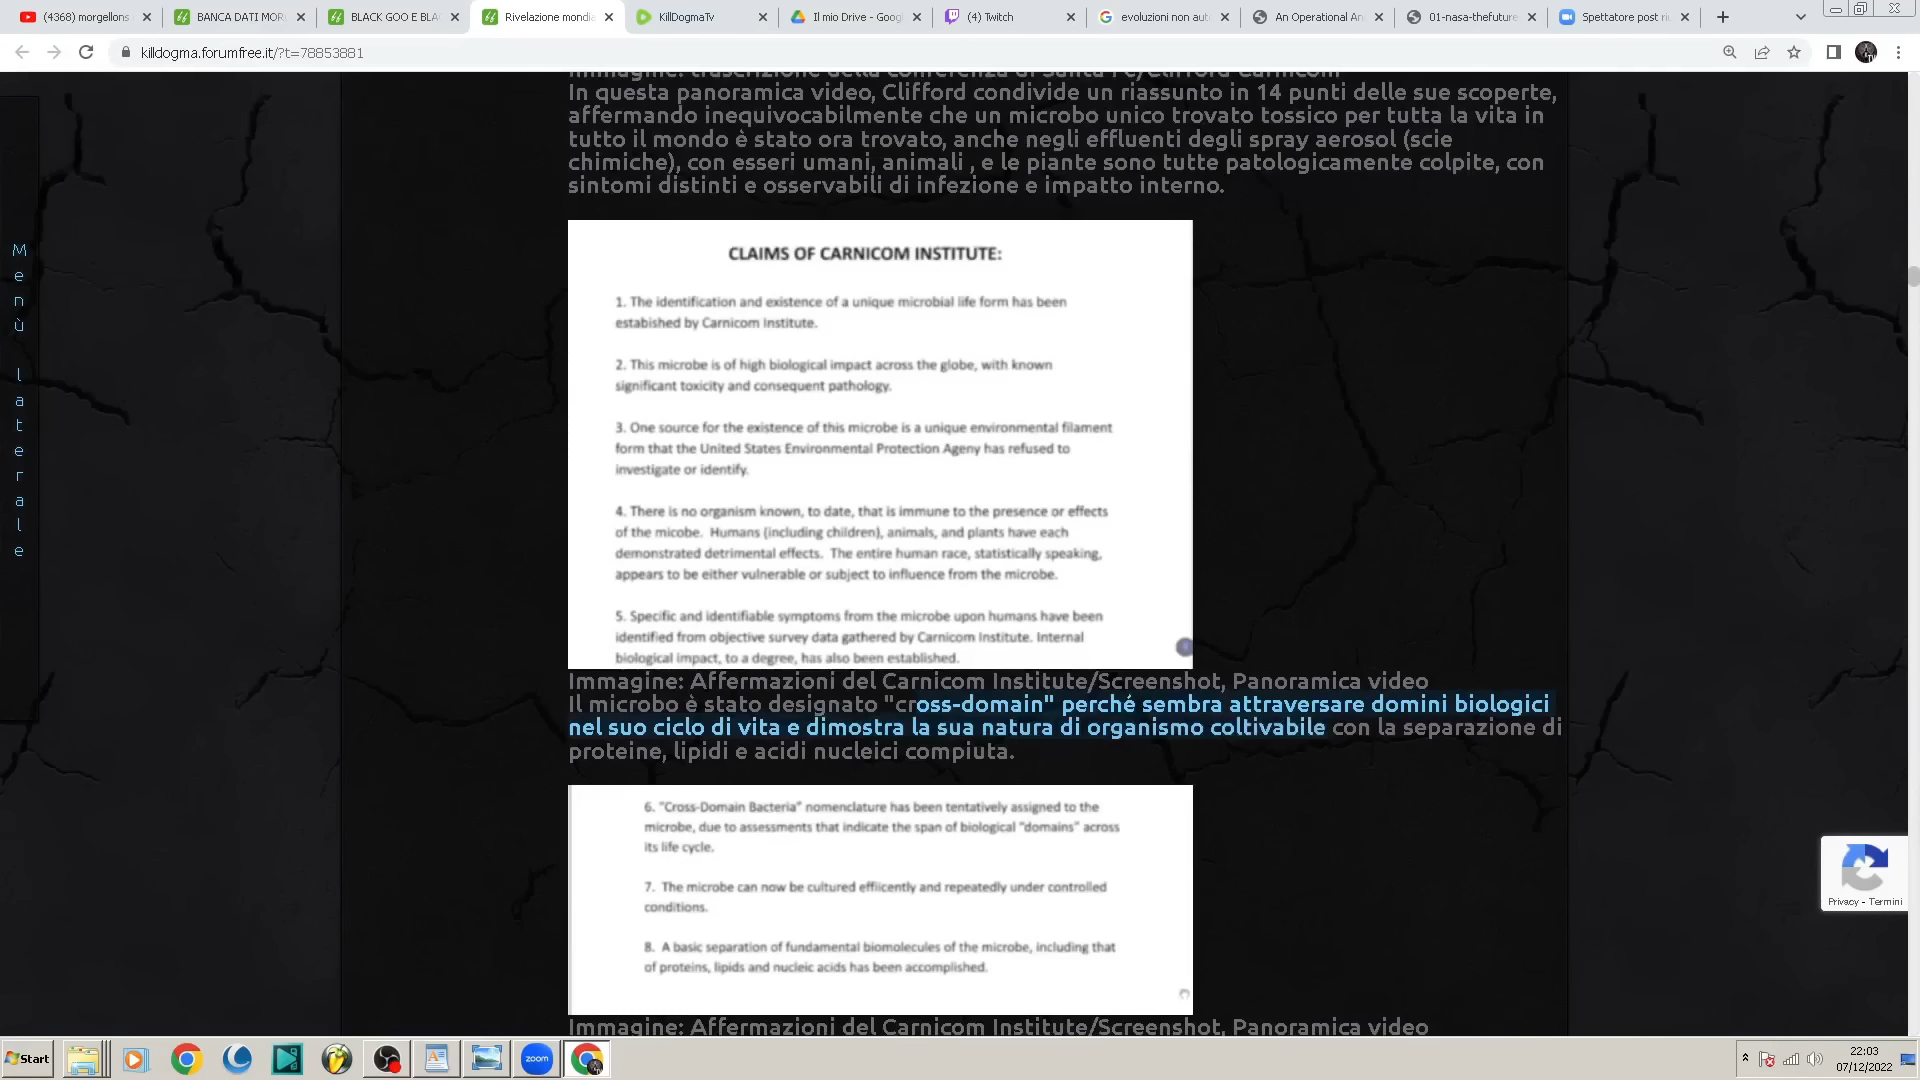 (4368) morgellons
BANCA DATI MOR
BLACK GOO E BLA
Rivelazione mondia
KillDogmaTv
Il mio Drive - Goog
(4) Twitch
evoluzioni non aut
An Operational An
01-nasa-thefuture
Spettatore post ri
killdogma.forumfree.it/?t=78853881
Menù laterale
Immagine: trascrizione della conferenza di Santa Fe/Clifford Carnicom
In questa panoramica video, Clifford condivide un riassunto in 14 punti delle sue scoperte,
affermando inequivocabilmente che un microbo unico trovato tossico per tutta la vita in
tutto il mondo è stato ora trovato, anche negli effluenti degli spray aerosol (scie
chimiche), con esseri umani, animali , e le piante sono tutte patologicamente colpite, con
sintomi distinti e osservabili di infezione e impatto interno.
CLAIMS OF CARNICOM INSTITUTE:
1. The identification and existence of a unique microbial life form has been
estabished by Carnicom Institute.
2. This microbe is of high biological impact across the globe, with known
significant toxicity and consequent pathology.
3. One source for the existence of this microbe is a unique environmental filament
form that the United States Environmental Protection Ageny has refused to
investigate or identify.
4. There is no organism known, to date, that is immune to the presence or effects
of the micobe. Humans (including children), animals, and plants have each
demonstrated detrimental effects. The entire human race, statistically speaking,
appears to be either vulnerable or subject to influence from the microbe.
5. Specific and identifiable symptoms from the microbe upon humans have been
identified from objective survey data gathered by Carnicom Institute. Internal
biological impact, to a degree, has also been established.
Immagine: Affermazioni del Carnicom Institute/Screenshot, Panoramica video
Il microbo è stato designato "cross-domain" perché sembra attraversare domini biologici
nel suo ciclo di vita e dimostra la sua natura di organismo coltivabile con la separazione di
proteine, lipidi e acidi nucleici compiuta.
6. "Cross-Domain Bacteria" nomenclature has been tentatively assigned to the
microbe, due to assessments that indicate the span of biological "domains" across
its life cycle.
7. The microbe can now be cultured effiicently and repeatedly under controlled
conditions.
8. A basic separation of fundamental biomolecules of the microbe, including that
of proteins, lipids and nucleic acids has been accomplished.
Immagine: Affermazioni del Carnicom Institute/Screenshot, Panoramica video
Privacy - Termini
Start
zoom
22:03
07/12/2022